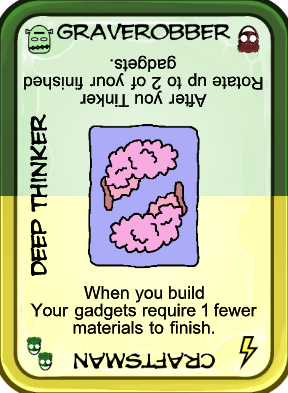 GRAVEROBBER
After you Tinker
Rotate up to 2 of your finished
gadgets.
DEEP THINKER
When you build
Your gadgets require 1 fewer
materials to finish.
CRAFTSMAN